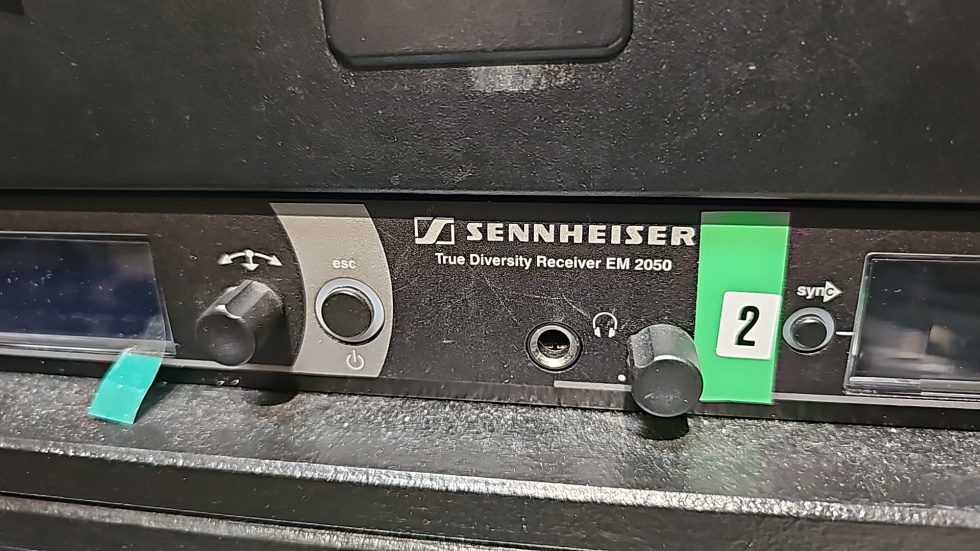 esc
SENNHEISER
True Diversity Receiver EM 2050
2
sync